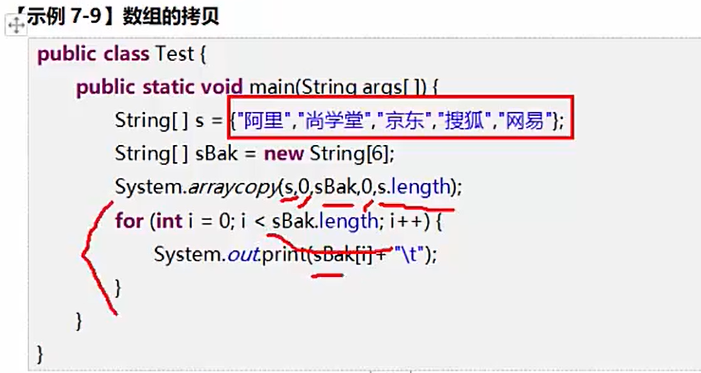 【示例 7-9】数组的拷贝
public class Test {
public static void main(String args[ ]) {
String[ ] s = {"阿里","尚学堂","京东","搜狐","网易"};
String[ ] sBak = new String[6];
System.arraycopy(s,0,sBak,0,s.length);
for (int i = 0; i < sBak.length; i++) {
System.out.print(sBak[i]+ "\t");
}
}
}